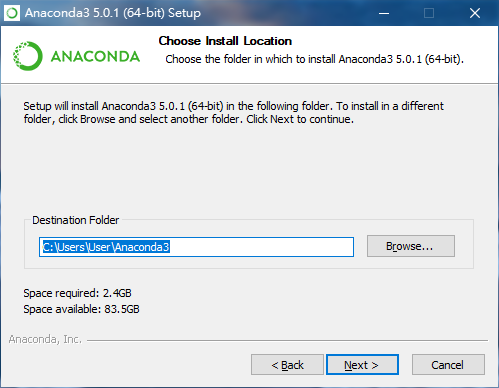 Anaconda3 5.0.1 (64-bit) Setup
ANACONDA
Choose Install Location
Choose the folder in which to install Anaconda3 5.0.1 (64-bit).
Setup will install Anaconda3 5.0.1 (64-bit) in the following folder. To install in a different
folder, click Browse and select another folder. Click Next to continue.
Destination Folder
C:\Users\User\Anaconda3
Browse...
Space required: 2.4GB
Space available: 83.5GB
Anaconda, Inc.
< Back
Next >
Cancel